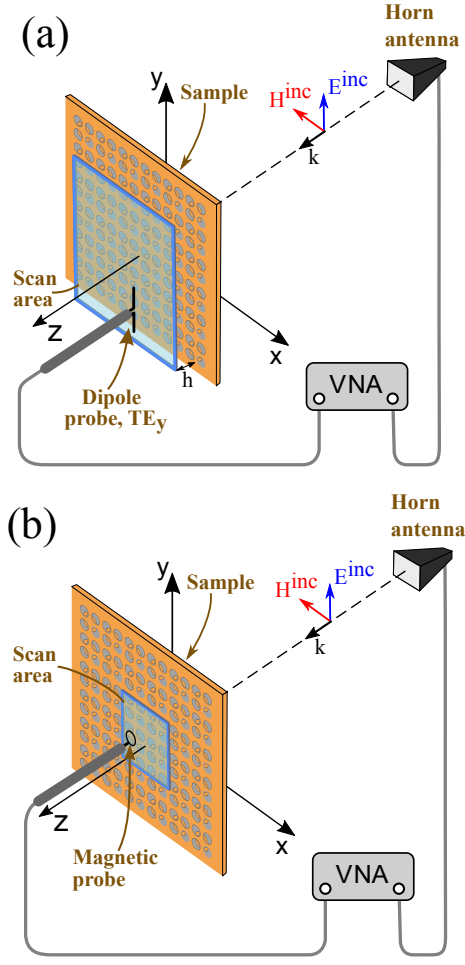 (a)
Horn
antenna
y
Sample
H^inc
E^inc
k
Scan
area
z
x
h
Dipole
probe, TE_y
VNA
(b)
Horn
antenna
y
Sample
H^inc
E^inc
k
Scan
area
z
x
Magnetic
probe
VNA